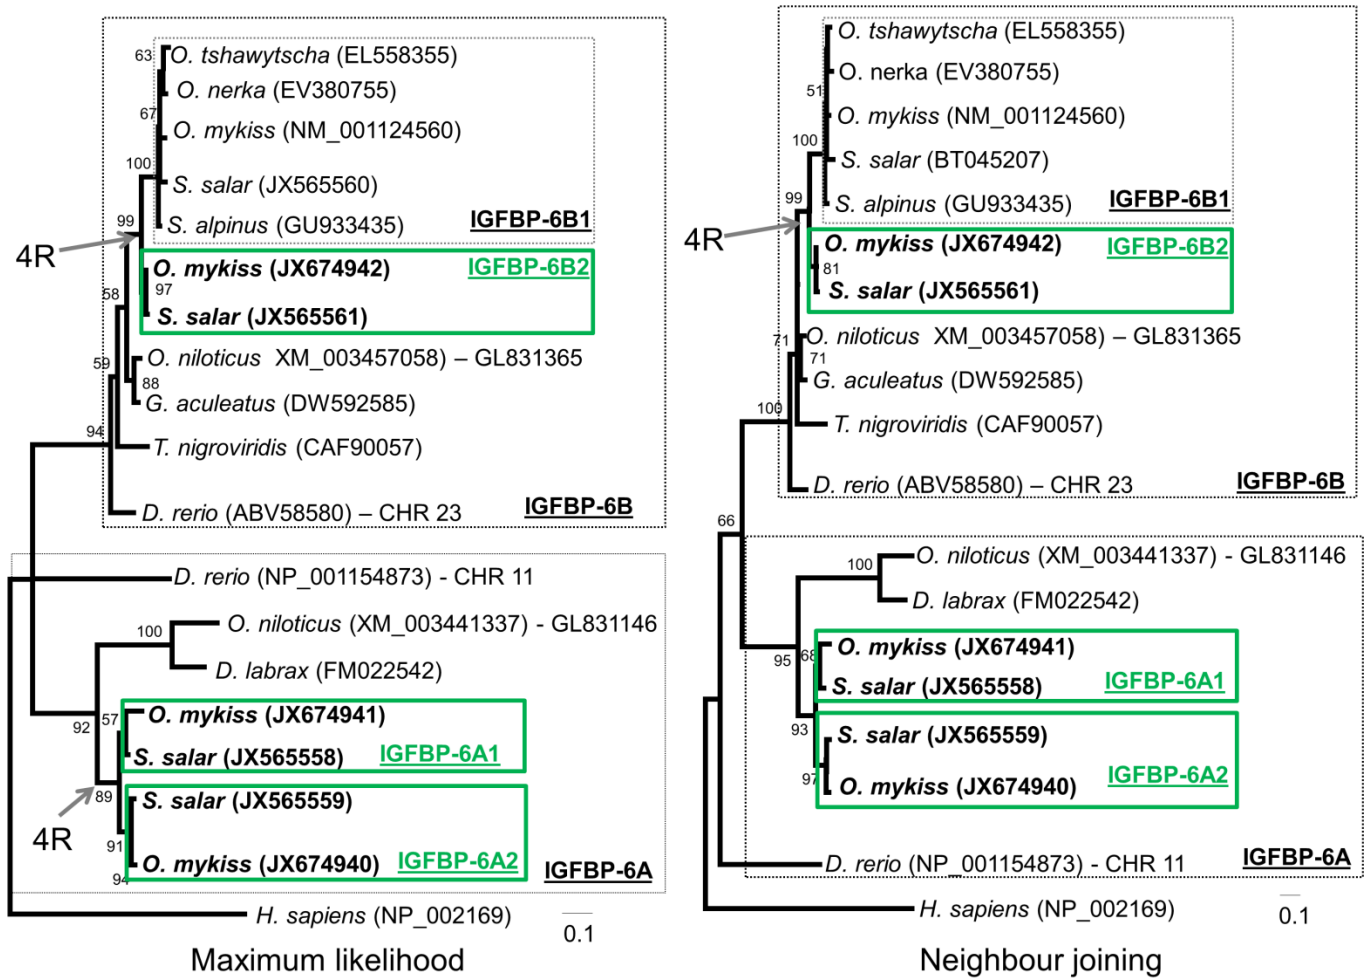 63
O. tshawytscha (EL558355)
O. nerka (EV380755)
67
O. mykiss (NM_001124560)
100
S. salar (JX565560)
S. alpinus (GU933435)
IGFBP-6B1
99
4R
O. mykiss (JX674942)
IGFBP-6B2
97
S. salar (JX565561)
58
O. niloticus XM_003457058) – GL831365
59
88
G. aculeatus (DW592585)
94
T. nigroviridis (CAF90057)
D. rerio (ABV58580) – CHR 23
IGFBP-6B
D. rerio (NP_001154873) - CHR 11
O. niloticus (XM_003441337) - GL831146
100
D. labrax (FM022542)
57
O. mykiss (JX674941)
92
S. salar (JX565558)
IGFBP-6A1
89
S. salar (JX565559)
4R
91
O. mykiss (JX674940)
IGFBP-6A2
94
IGFBP-6A
H. sapiens (NP_002169)
0.1
Maximum likelihood
O. tshawytscha (EL558355)
O. nerka (EV380755)
51
O. mykiss (NM_001124560)
100
S. salar (BT045207)
S. alpinus (GU933435)
IGFBP-6B1
99
4R
O. mykiss (JX674942)
IGFBP-6B2
81
S. salar (JX565561)
71
O. niloticus XM_003457058) – GL831365
71
G. aculeatus (DW592585)
100
T. nigroviridis (CAF90057)
D. rerio (ABV58580) – CHR 23
IGFBP-6B
66
O. niloticus (XM_003441337) - GL831146
100
D. labrax (FM022542)
O. mykiss (JX674941)
68
95
S. salar (JX565558)
IGFBP-6A1
93
S. salar (JX565559)
97
O. mykiss (JX674940)
IGFBP-6A2
D. rerio (NP_001154873) - CHR 11
IGFBP-6A
H. sapiens (NP_002169)
0.1
Neighbour joining